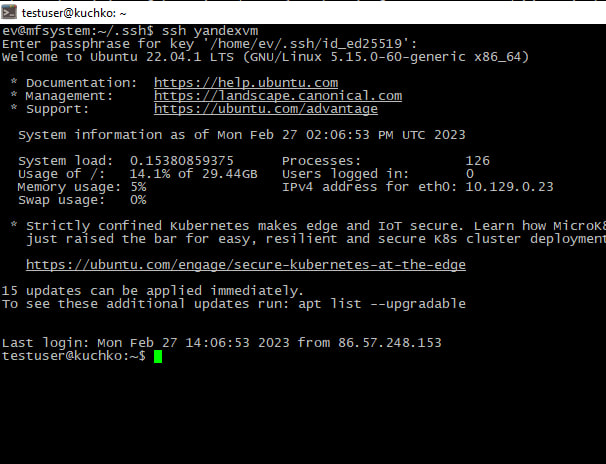 testuser@kuchko: ~
ev@mfsystem:~/.ssh$ ssh yandexvm
Enter passphrase for key '/home/ev/.ssh/id_ed25519':
Welcome to Ubuntu 22.04.1 LTS (GNU/Linux 5.15.0-60-generic x86_64)
* Documentation:  https://help.ubuntu.com
* Management:     https://landscape.canonical.com
* Support:        https://ubuntu.com/advantage
System information as of Mon Feb 27 02:06:53 PM UTC 2023
System load:  0.15380859375      Processes:             126
Usage of /:   14.1% of 29.44GB   Users logged in:       0
Memory usage: 5%                 IPv4 address for eth0: 10.129.0.23
Swap usage:   0%
* Strictly confined Kubernetes makes edge and IoT secure. Learn how MicroK8
just raised the bar for easy, resilient and secure K8s cluster deployment
https://ubuntu.com/engage/secure-kubernetes-at-the-edge
15 updates can be applied immediately.
To see these additional updates run: apt list --upgradable
Last login: Mon Feb 27 14:06:53 2023 from 86.57.248.153
testuser@kuchko:~$